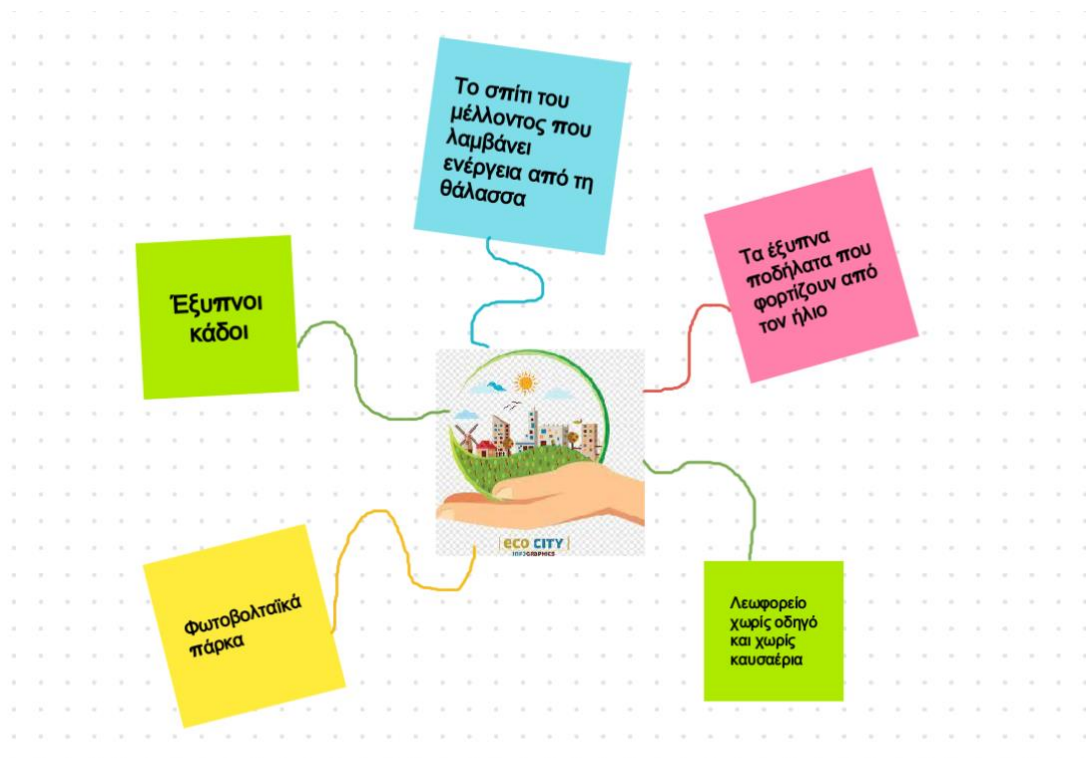 Το σπίτι του
μέλλοντος που
λαμβάνει
ενέργεια από τη
θάλασσα
Τα έξυπνα
ποδήλατα που
φορτίζουν από
τον ήλιο
Έξυπνοι
κάδοι
eco city
INFOGRAPHICS
Φωτοβολταϊκά
πάρκα
Λεωφορείο
χωρίς οδηγό
και χωρίς
καυσαέρια